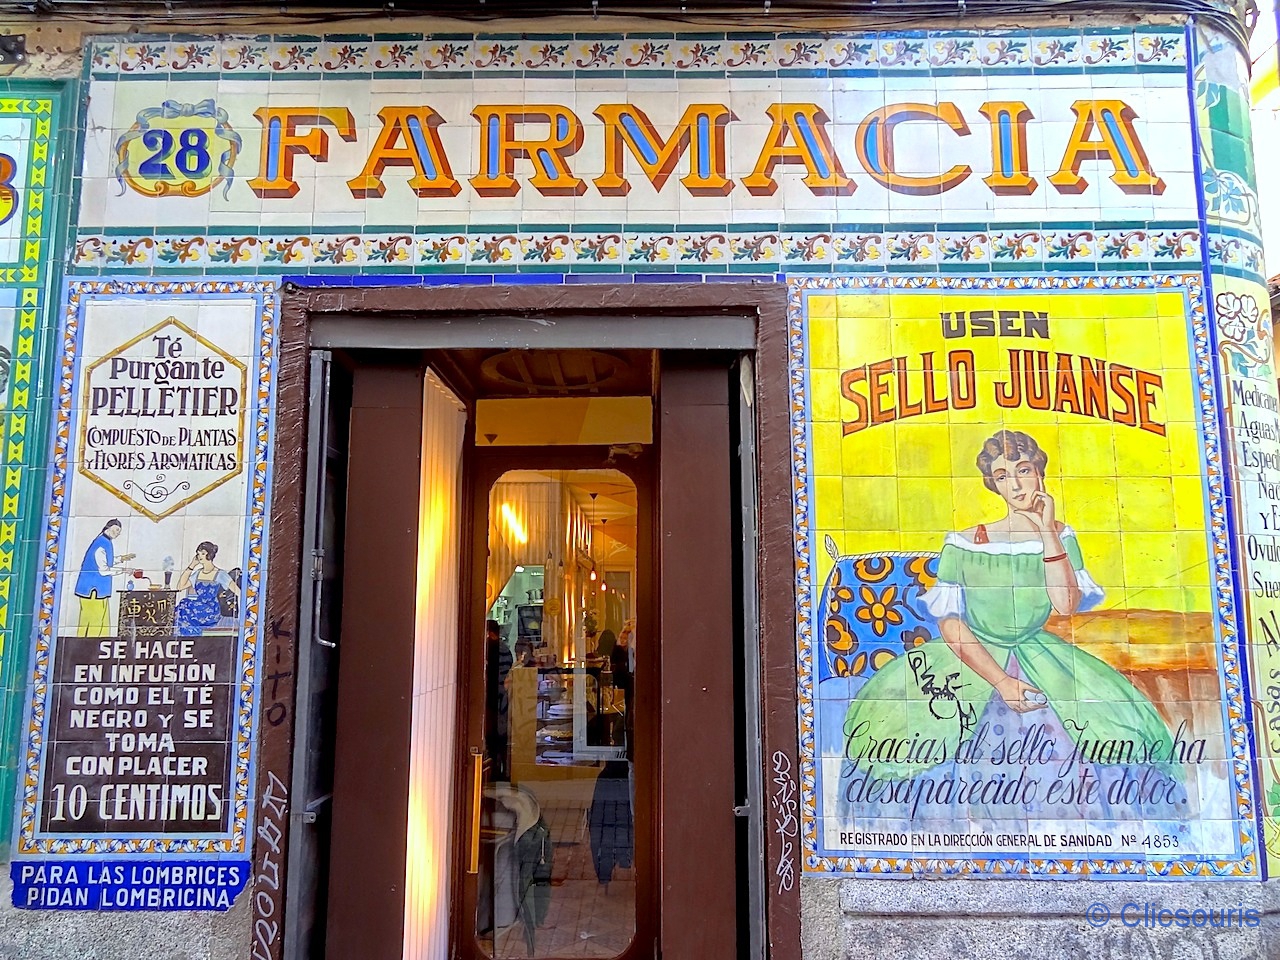 28 FARMACIA
Té
Purgante
PELLETIER
COMPUESTO DE PLANTAS
Y FLORES AROMATICAS
SE HACE
EN INFUSIÓN
COMO EL TÉ
NEGRO Y SE
TOMA
CON PLACER
10 CENTIMOS
PARA LAS LOMBRICES
PIDAN LOMBRICINA
USEN
SELLO JUANSE
Gracias al sello Juanse ha
desaparecido este dolor.
REGISTRADO EN LA DIRECCIÓN GENERAL DE SANIDAD Nº 4853
Aguas
Y
© Clicsouris